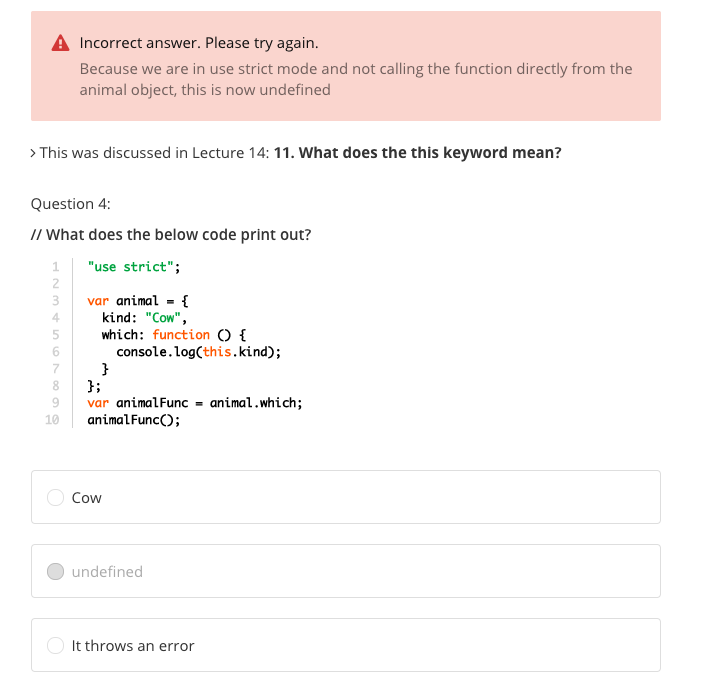 Incorrect answer. Please try again.
Because we are in use strict mode and not calling the function directly from the
animal object, this is now undefined
> This was discussed in Lecture 14: 11. What does the this keyword mean?
Question 4:
// What does the below code print out?
1 "use strict";
2
3 var animal = {
4   kind: "Cow",
5   which: function () {
6     console.log(this.kind);
7   }
8 };
9 var animalFunc = animal.which;
10 animalFunc();
Cow
undefined
It throws an error